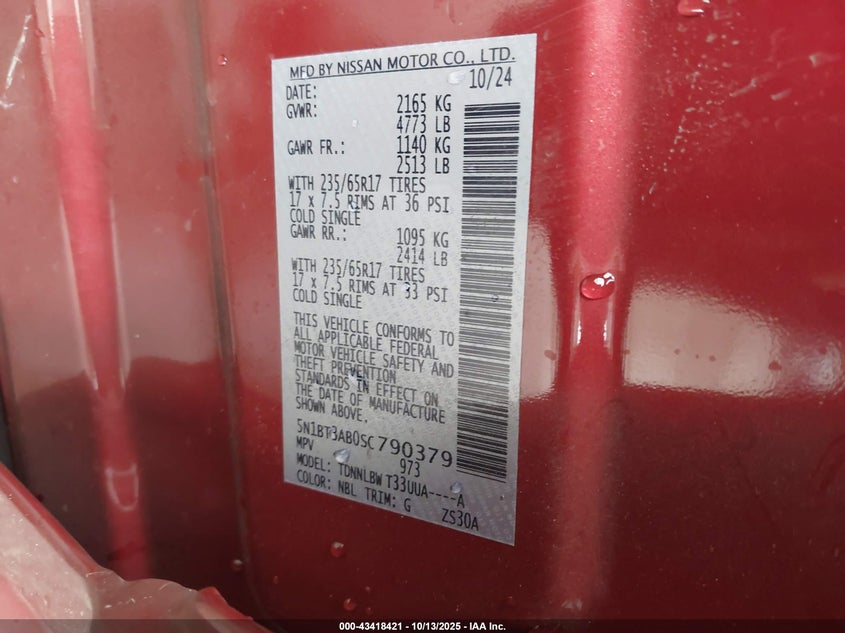 MFD BY NISSAN MOTOR CO., LTD.
DATE: 10/24
GVWR: 2165 KG
4773 LB
GAWR FR.: 1140 KG
2513 LB
WITH 235/65R17 TIRES
17 x 7.5 RIMS AT 36 PSI
COLD SINGLE
GAWR RR.: 1095 KG
2414 LB
WITH 235/65R17 TIRES
17 x 7.5 RIMS AT 33 PSI
COLD SINGLE
THIS VEHICLE CONFORMS TO
ALL APPLICABLE FEDERAL
MOTOR VEHICLE SAFETY AND
THEFT PREVENTION
STANDARDS IN EFFECT ON
THE DATE OF MANUFACTURE
SHOWN ABOVE.
5N1BT3AB0SC790379
MPV 973
MODEL: TDNNLBW T33UUA----A
COLOR: NBL TRIM: G ZS30A
000-43418421 - 10/13/2025 - IAA Inc.